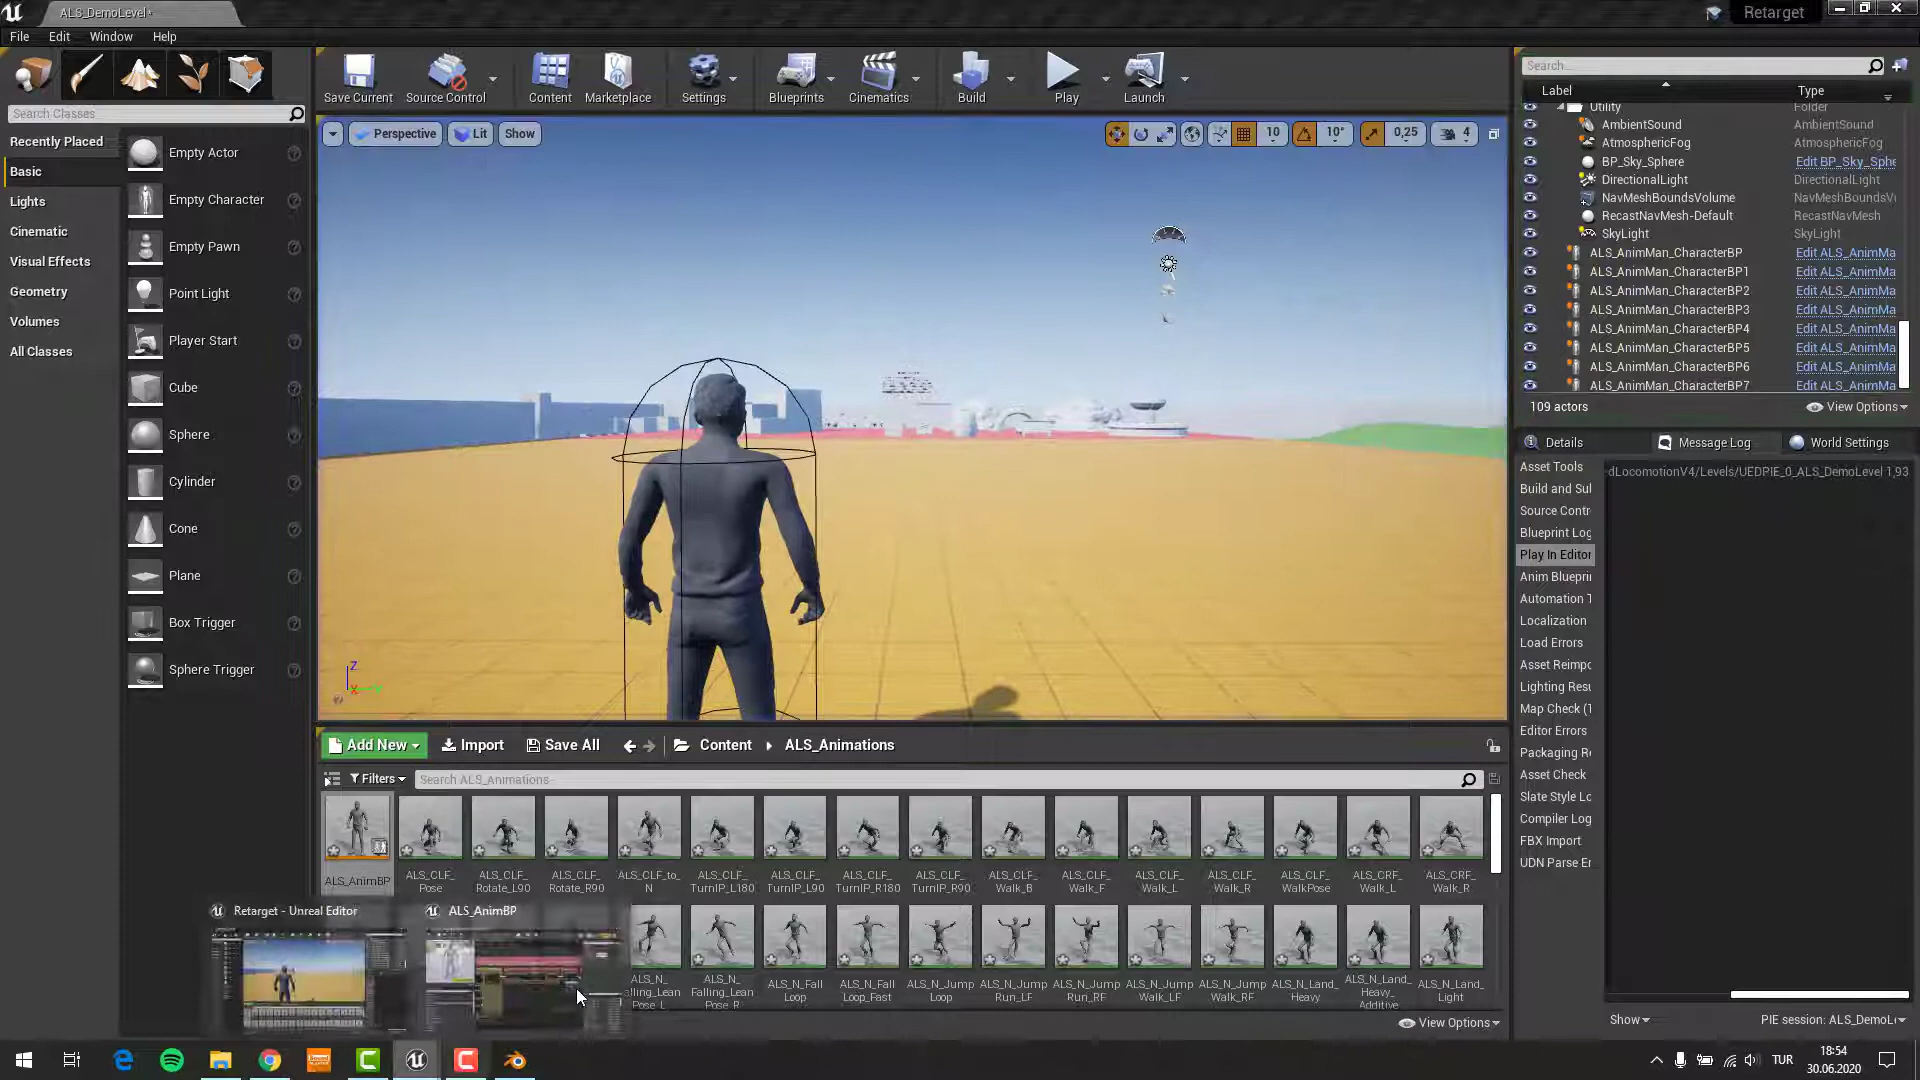 ALS_DemoLevel*
Retarget
File Edit Window Help
Save Current
Source Control
Content
Marketplace
Settings
Blueprints
Cinematics
Build
Play
Launch
Search Classes
Recently Placed
Basic
Lights
Cinematic
Visual Effects
Geometry
Volumes
All Classes
Empty Actor
Empty Character
Empty Pawn
Point Light
Player Start
Cube
Sphere
Cylinder
Cone
Plane
Box Trigger
Sphere Trigger
Perspective Lit Show
10 10° 0,25 4
Z
X
Search...
Label Type
Utility Folder
AmbientSound AmbientSound
AtmosphericFog AtmosphericFog
BP_Sky_Sphere Edit BP_Sky_Sphe
DirectionalLight DirectionalLight
NavMeshBoundsVolume NavMeshBoundsV
RecastNavMesh-Default RecastNavMesh
SkyLight SkyLight
ALS_AnimMan_CharacterBP Edit ALS_AnimMa
ALS_AnimMan_CharacterBP1 Edit ALS_AnimMa
ALS_AnimMan_CharacterBP2 Edit ALS_AnimMa
ALS_AnimMan_CharacterBP3 Edit ALS_AnimMa
ALS_AnimMan_CharacterBP4 Edit ALS_AnimMa
ALS_AnimMan_CharacterBP5 Edit ALS_AnimMa
ALS_AnimMan_CharacterBP6 Edit ALS_AnimMa
ALS_AnimMan_CharacterBP7 Edit ALS_AnimMa
109 actors View Options
Details Message Log World Settings
Asset Tools
Build and Sul
Source Contr
Blueprint Log
Play In Editor
Anim Bluepri
Automation T
Localization
Load Errors
Asset Reimpo
Lighting Resu
Map Check (T
Editor Errors
Packaging Re
Asset Check
Slate Style Lo
Compiler Log
FBX Import
UDN Parse Er
dLocomotionV4/Levels/UEDPIE_0_ALS_DemoLevel 1,93
Show PIE session: ALS_DemoL
Add New Import Save All Content ALS_Animations
Filters Search ALS_Animations
ALS_AnimBP
ALS_CLF_
Pose
ALS_CLF_
Rotate_L90
ALS_CLF_
Rotate_R90
ALS_CLF_to_
N
ALS_CLF_
TurnIP_L180
ALS_CLF_
TurnIP_L90
ALS_CLF_
TurnIP_R180
ALS_CLF_
TurnIP_R90
ALS_CLF_
Walk_B
ALS_CLF_
Walk_F
ALS_CLF_
Walk_L
ALS_CLF_
Walk_R
ALS_CLF_
WalkPose
ALS_CRF_
Walk_L
ALS_CRF_
Walk_R
Retarget - Unreal Editor
ALS_AnimBP
ALS_N_
alling_Lean
Pose_L
ALS_N_
Falling_Lean
Pose_R
ALS_N_Fall
Loop
ALS_N_Fall
Loop_Fast
ALS_N_Jump
Loop
ALS_N_Jump
Run_LF
ALS_N_Jump
Run_RF
ALS_N_Jump
Walk_LF
ALS_N_Jump
Walk_RF
ALS_N_Land_
Heavy
ALS_N_Land_
Heavy_
Additive
ALS_N_Land_
Light
View Options
TUR
18:54
30.06.2020